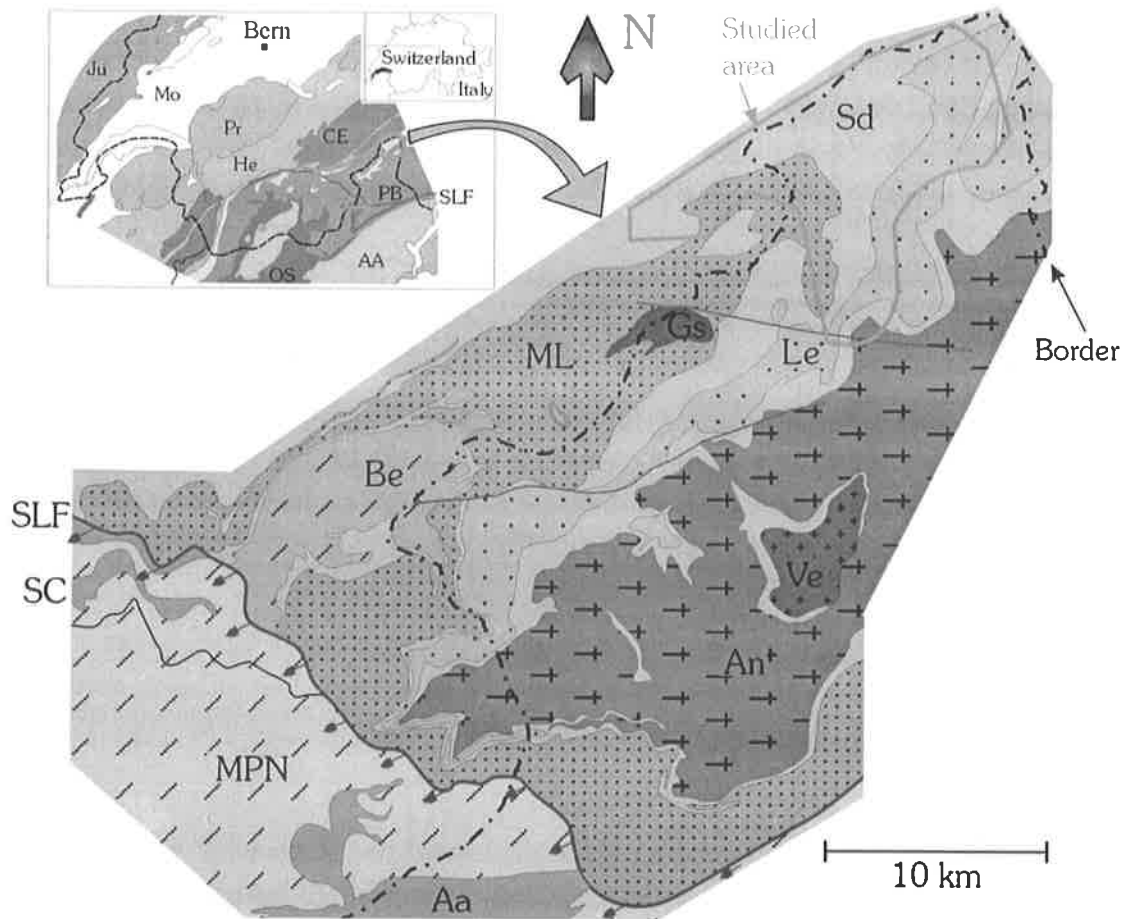 Bern
Switzerland
Italy
Ju
Mo
Pr
He
CE
PB
SLF
AA
OS
N
Studied
area
Sd
Gs
ML
Le
Border
Be
SLF
SC
Ve
An
MPN
Aa
10 km